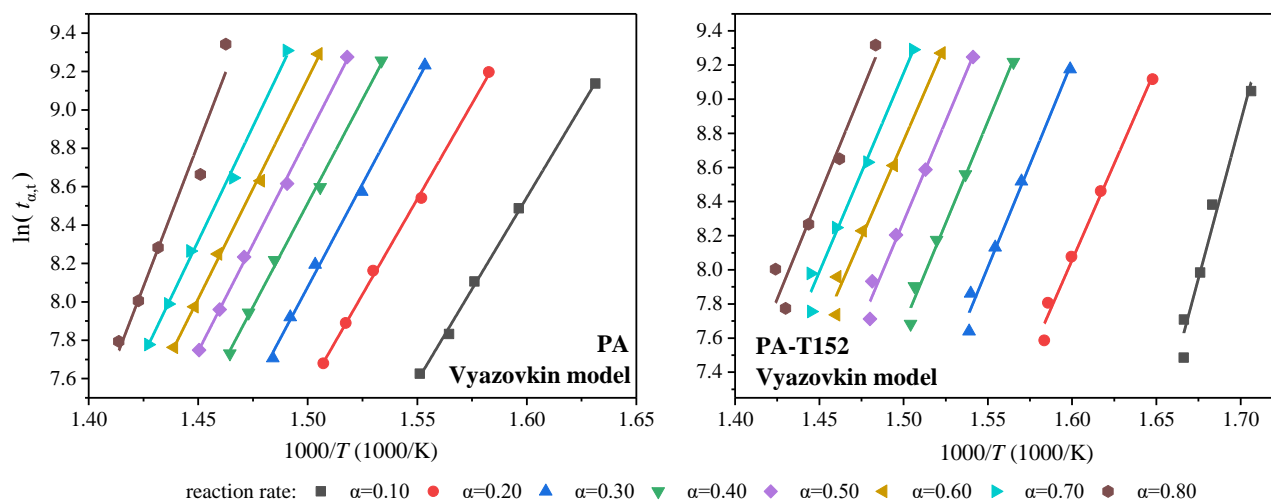 9.4
9.2
9.0
8.8
8.6
8.4
8.2
8.0
7.8
7.6
ln( tα,t)
1.40 1.45 1.50 1.55 1.60 1.65
1000/T (1000/K)
PA
Vyazovkin model
9.4
9.2
9.0
8.8
8.6
8.4
8.2
8.0
7.8
7.6
7.4
1.40 1.45 1.50 1.55 1.60 1.65 1.70
1000/T (1000/K)
PA-T152
Vyazovkin model
reaction rate: α=0.10 α=0.20 α=0.30 α=0.40 α=0.50 α=0.60 α=0.70 α=0.80